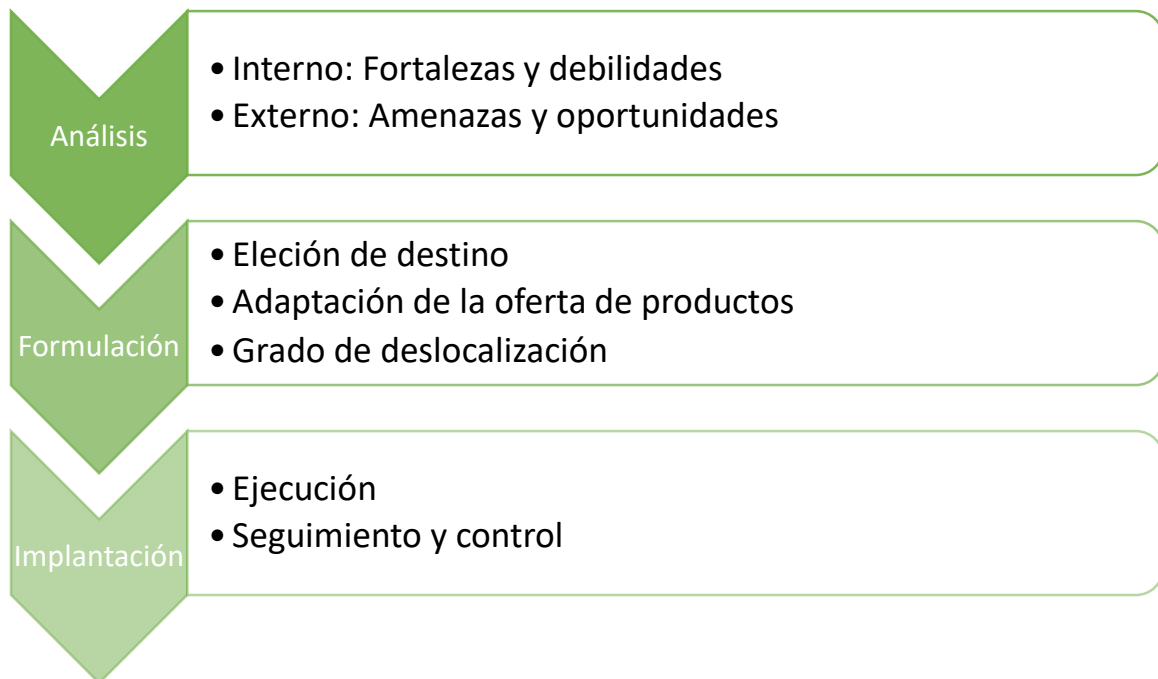 Análisis
• Interno: Fortalezas y debilidades
• Externo: Amenazas y oportunidades
Formulación
• Eleción de destino
• Adaptación de la oferta de productos
• Grado de deslocalización
Implantación
• Ejecución
• Seguimiento y control